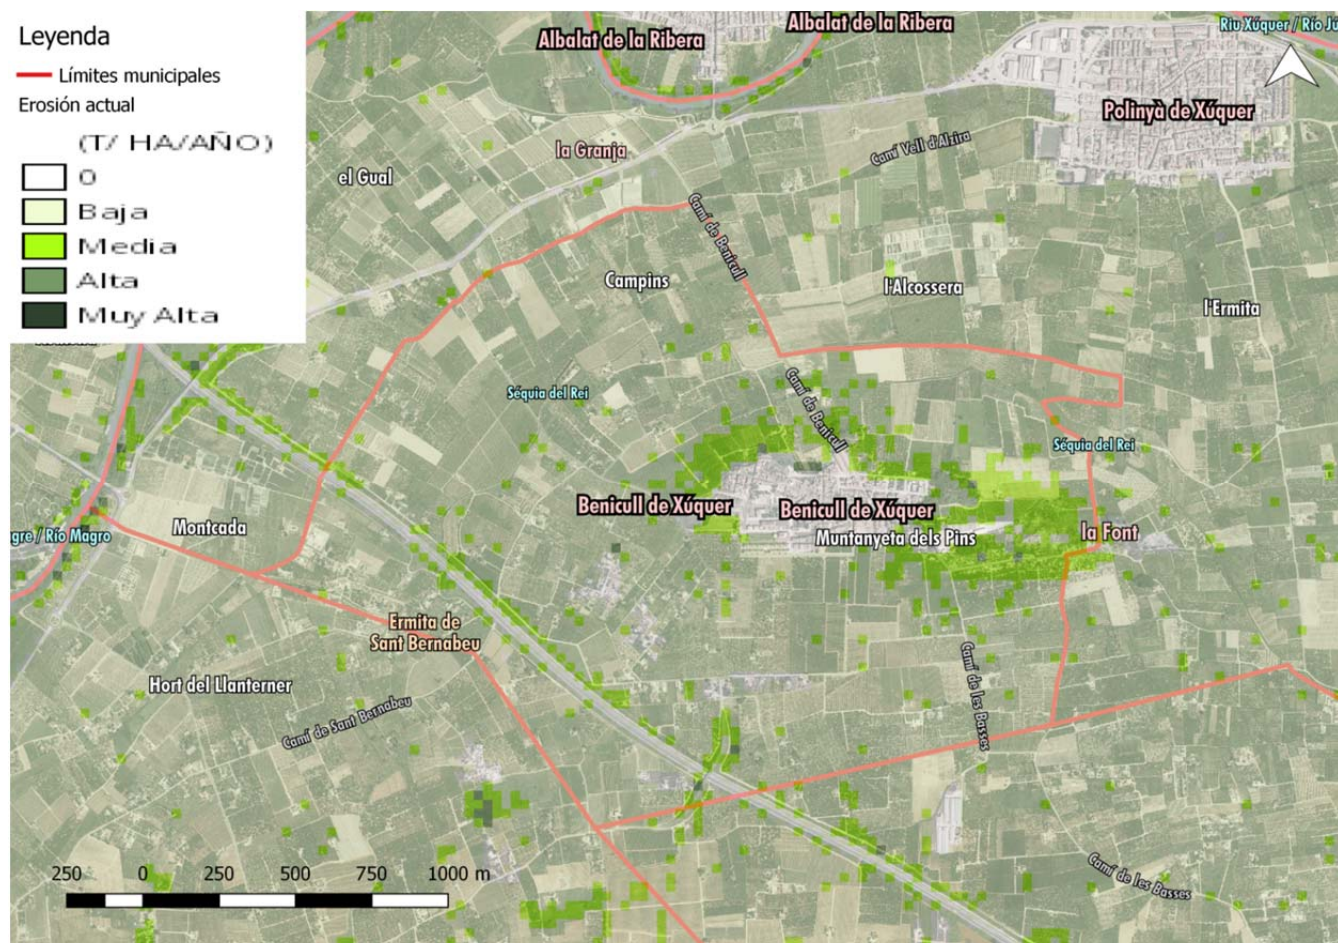 Leyenda
Límites municipales
Erosión actual
(T/ HA/AÑO)
0
Baja
Media
Alta
Muy Alta
Albalat de la Ribera
Albalat de la Ribera
Riu Xúquer / Río Jú
Polinyà de Xúquer
la Granja
Camí Vell d'Alzira
el Gual
Camí de Benicull
Campins
l'Alcossera
l'Ermita
Séquia del Rei
Camí de Benicull
Séquia del Rei
Benicull de Xúquer
Benicull de Xúquer
Muntanyeta dels Pins
la Font
Montcada
gre / Río Magro
Ermita de
Sant Bernabeu
Hort del Llanterner
Camí de Sant Bernabeu
Camí de les Basses
Camí de les Basses
250 0 250 500 750 1000 m